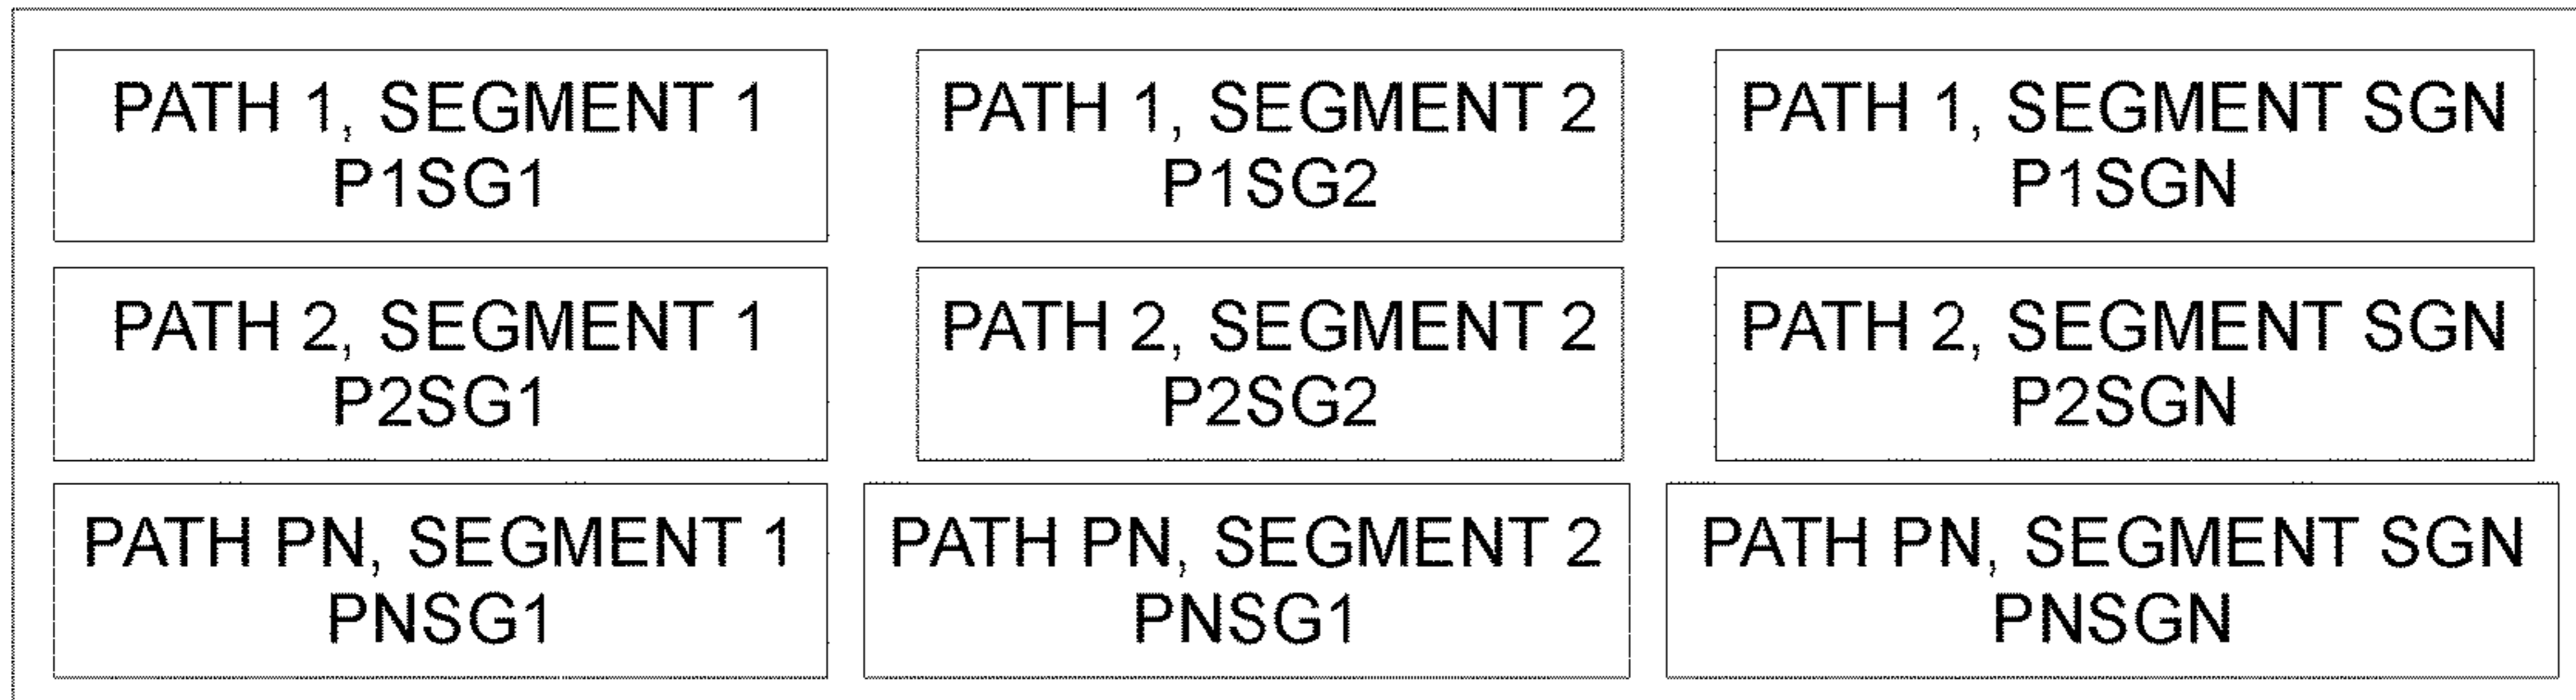 PATH 1, SEGMENT 1
P1SG1
PATH 1, SEGMENT 2
P1SG2
PATH 1, SEGMENT SGN
P1SGN
PATH 2, SEGMENT 1
P2SG1
PATH 2, SEGMENT 2
P2SG2
PATH 2, SEGMENT SGN
P2SGN
PATH PN, SEGMENT 1
PNSG1
PATH PN, SEGMENT 2
PNSG1
PATH PN, SEGMENT SGN
PNSGN